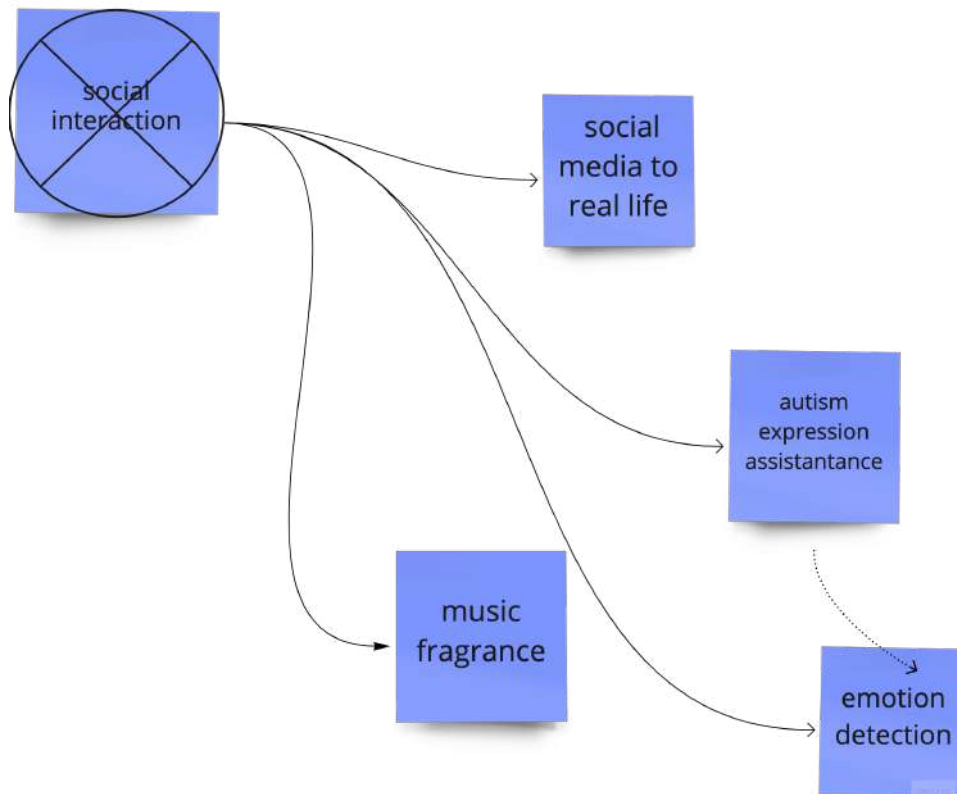 social
interaction
social
media to
real life
autism
expression
assistantance
music
fragrance
emotion
detection